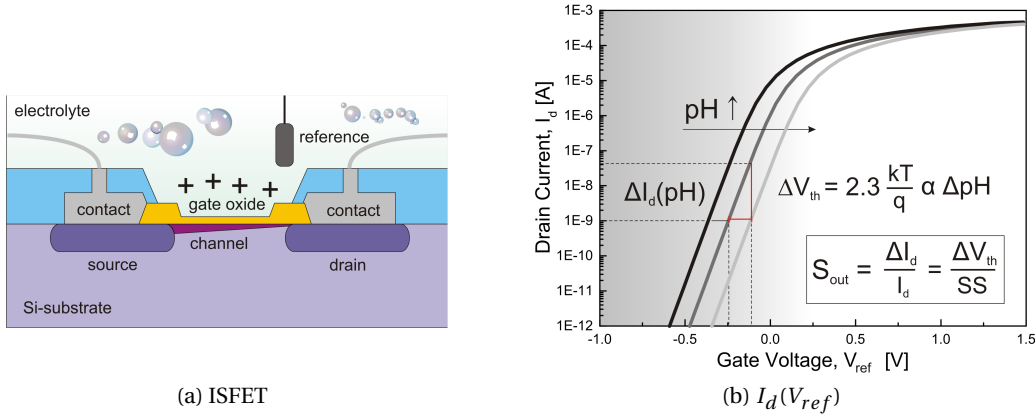 electrolyte
reference
++++
gate oxide
contact
contact
channel
source
drain
Si-substrate
(a) ISFET
Drain Current, I_d [A]
1E-3
1E-4
1E-5
1E-6
1E-7
1E-8
1E-9
1E-10
1E-11
1E-12
pH ↑
ΔI_d(pH)
ΔV_th = 2.3 kT/q α ΔpH
S_out = ΔI_d/I_d = ΔV_th/SS
-1.0 -0.5 0.0 0.5 1.0 1.5
Gate Voltage, V_ref [V]
(b) I_d(V_ref)